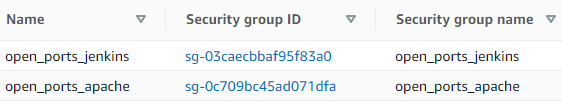 Name Security group ID Security group name
open_ports_jenkins sg-03caecbbaf95f83a0 open_ports_jenkins
open_ports_apache sg-0c709bc45ad071dfa open_ports_apache